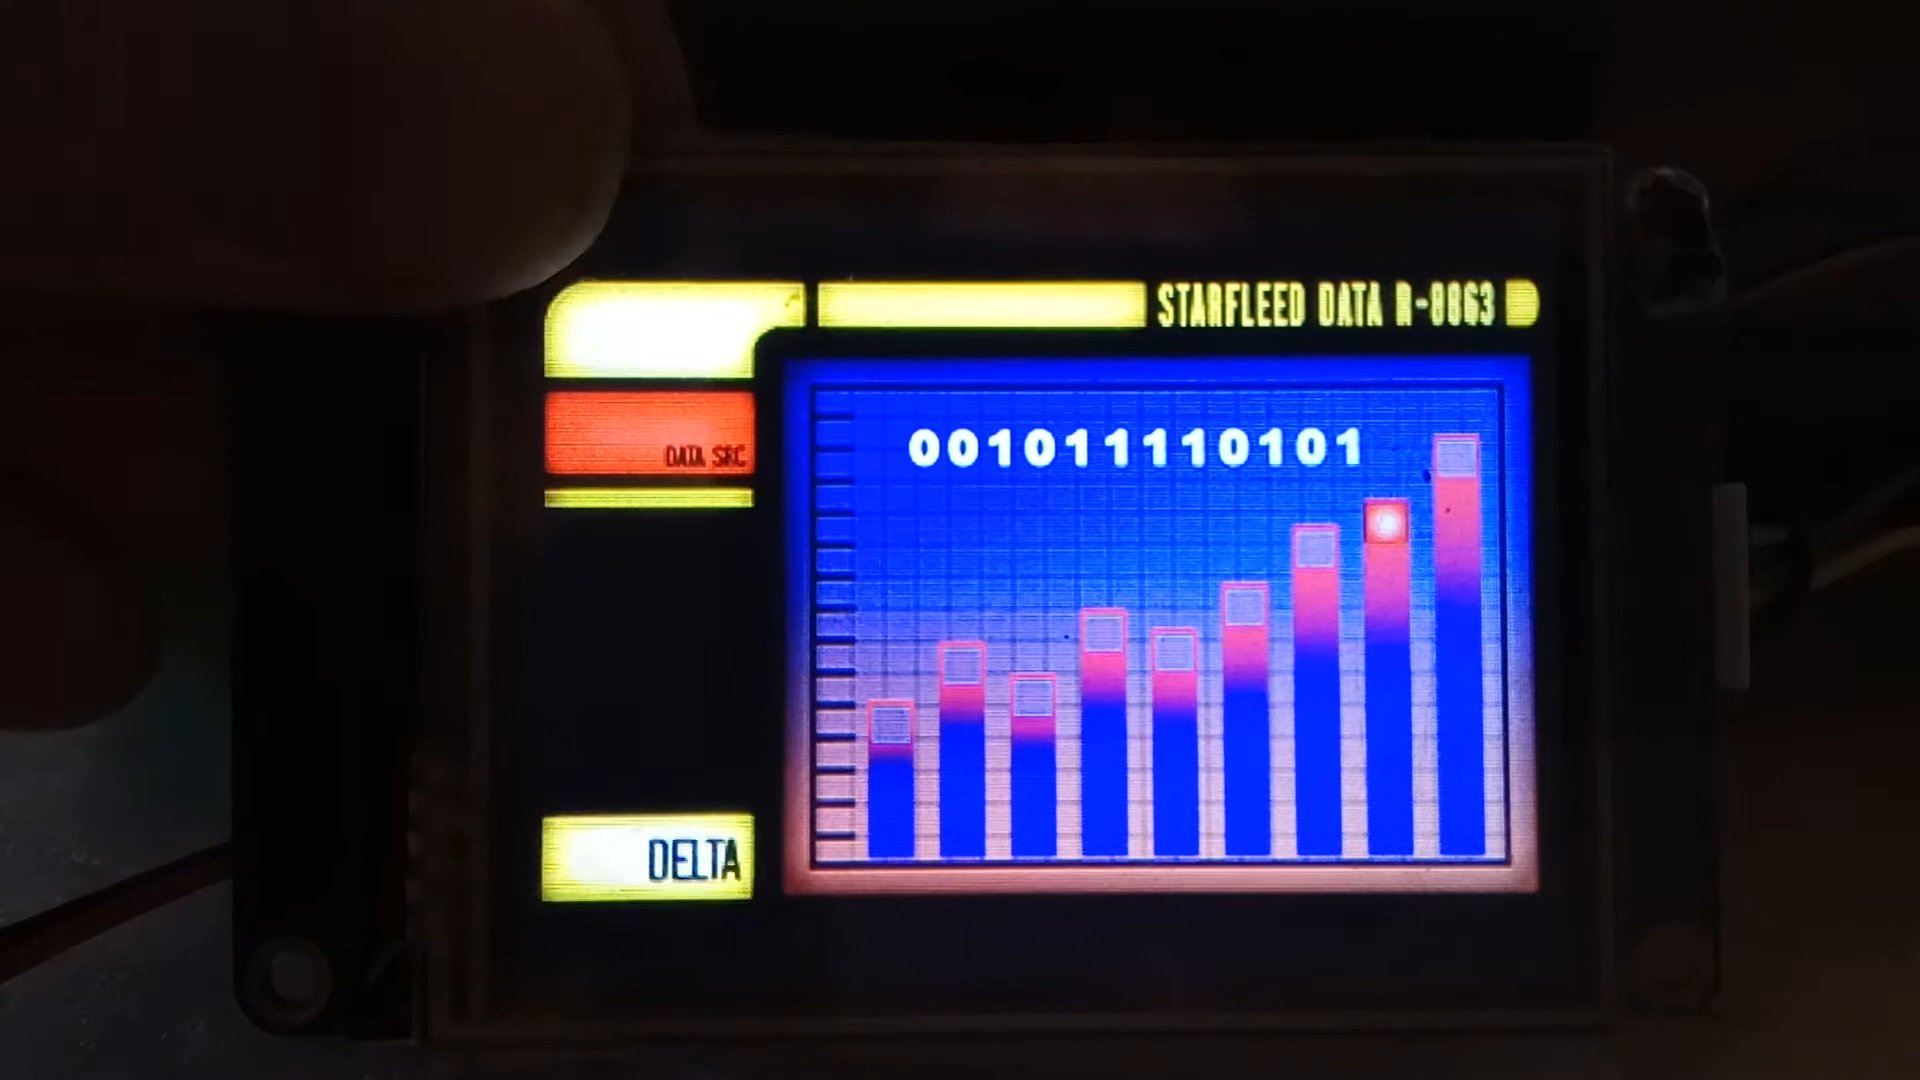 STARFLEED DATA R-8863
DATA SRC
001011110101
DELTA